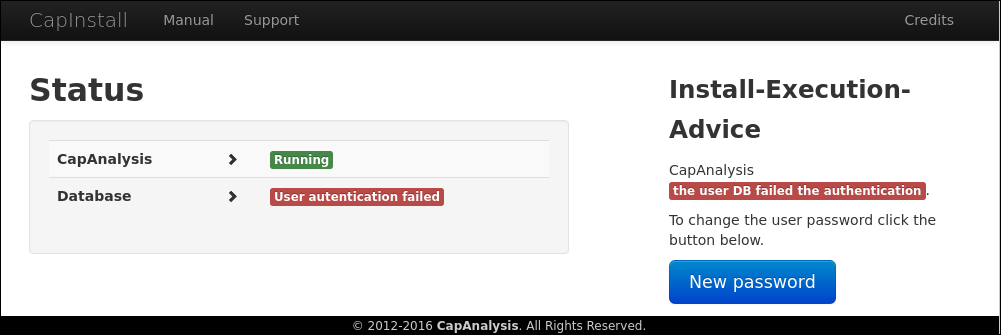 CapInstall Manual Support Credits
Status
CapAnalysis Running
Database User autentication failed
Install-Execution-
Advice
CapAnalysis
the user DB failed the authentication.
To change the user password click the
button below.
New password
© 2012-2016 CapAnalysis. All Rights Reserved.